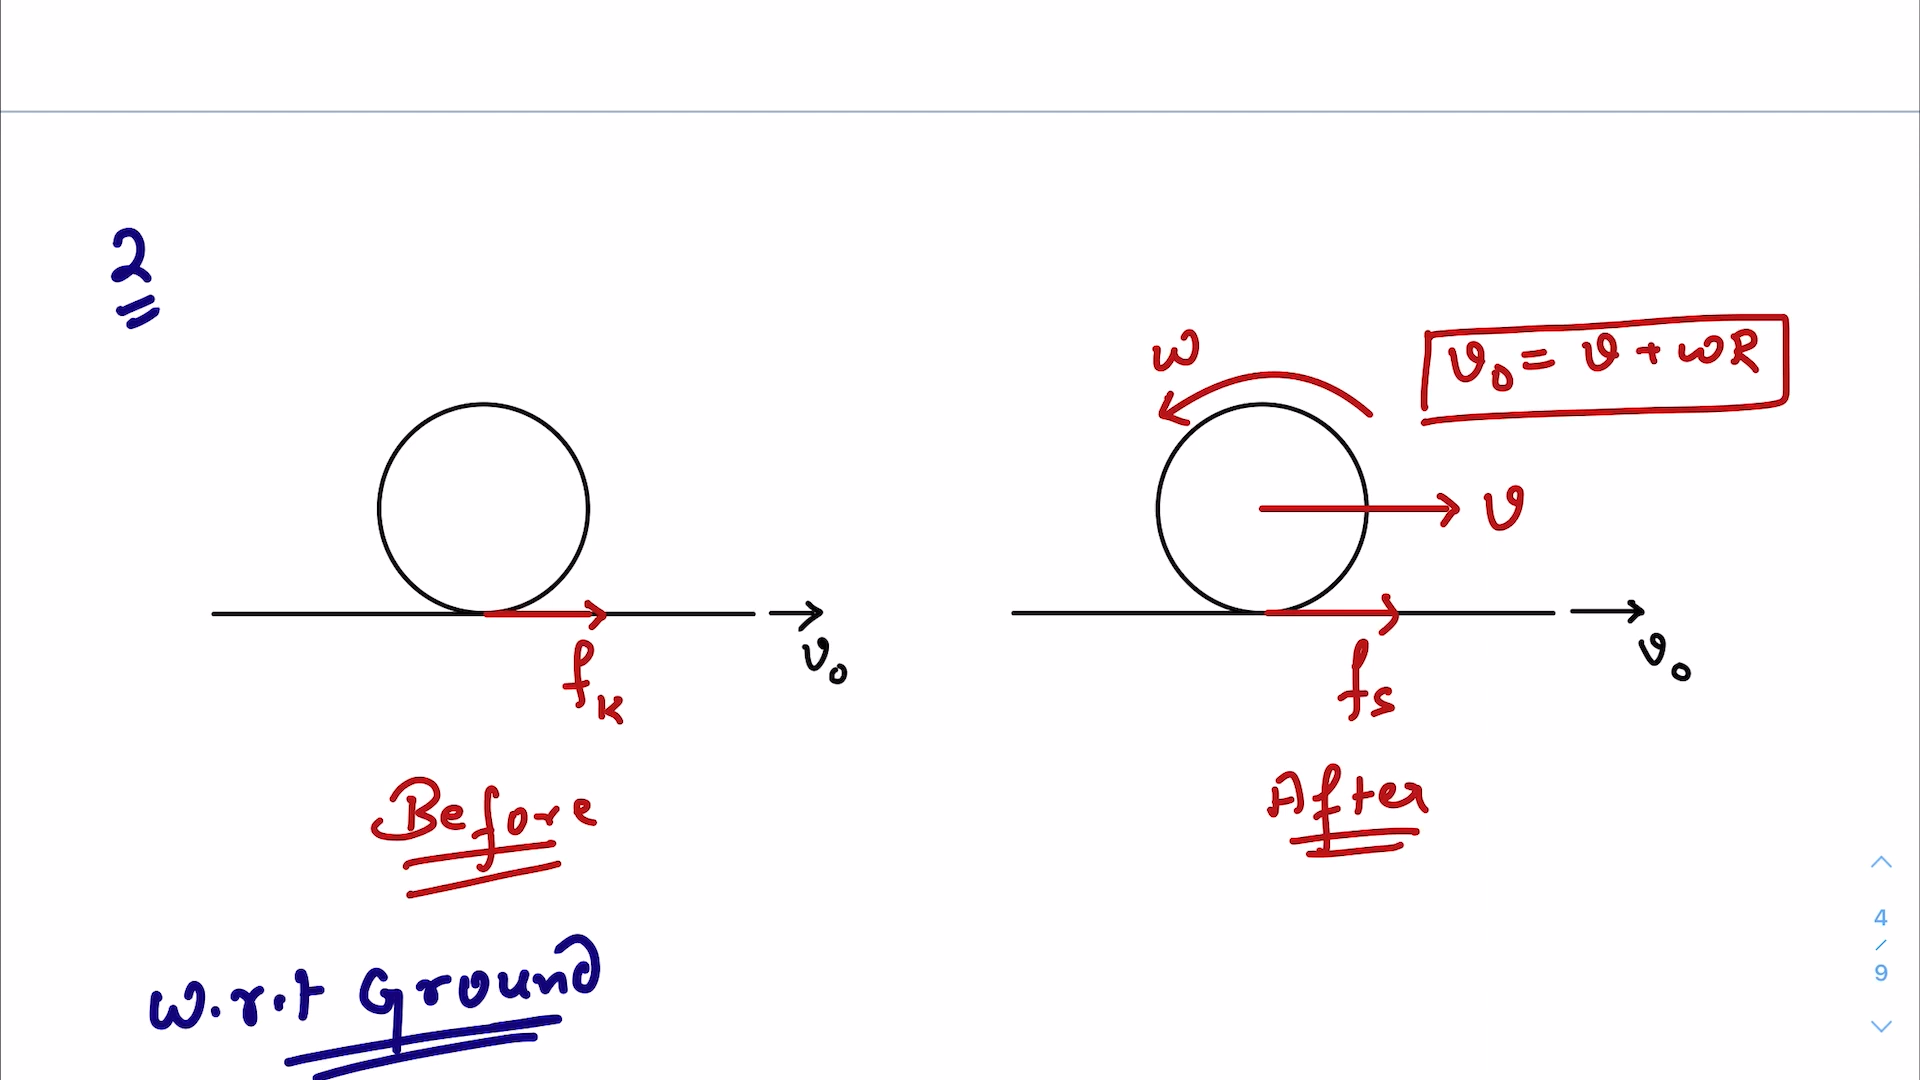 2
ω
v₀ = v + ωR
v
fₖ
v₀
fₛ
v₀
Before
After
w.r.t Ground
4
/
9